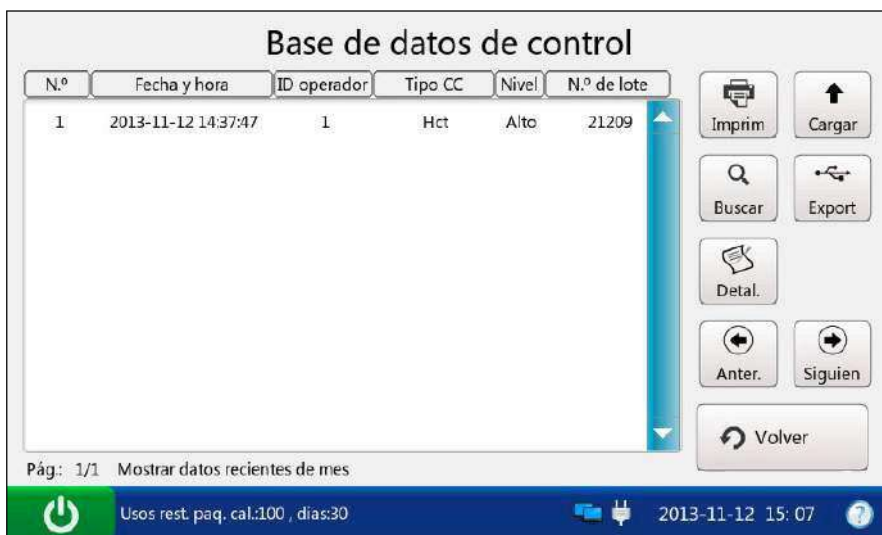 Base de datos de control
N.º Fecha y hora ID operador Tipo CC Nivel N.º de lote
1 2013-11-12 14:37:47 1 Hct Alto 21209
Imprim Cargar
Buscar Export
Detal.
Anter. Siguien
Volver
Pág.: 1/1 Mostrar datos recientes de mes
Usos rest. paq. cal.:100 , dias:30 2013-11-12 15:07 ?